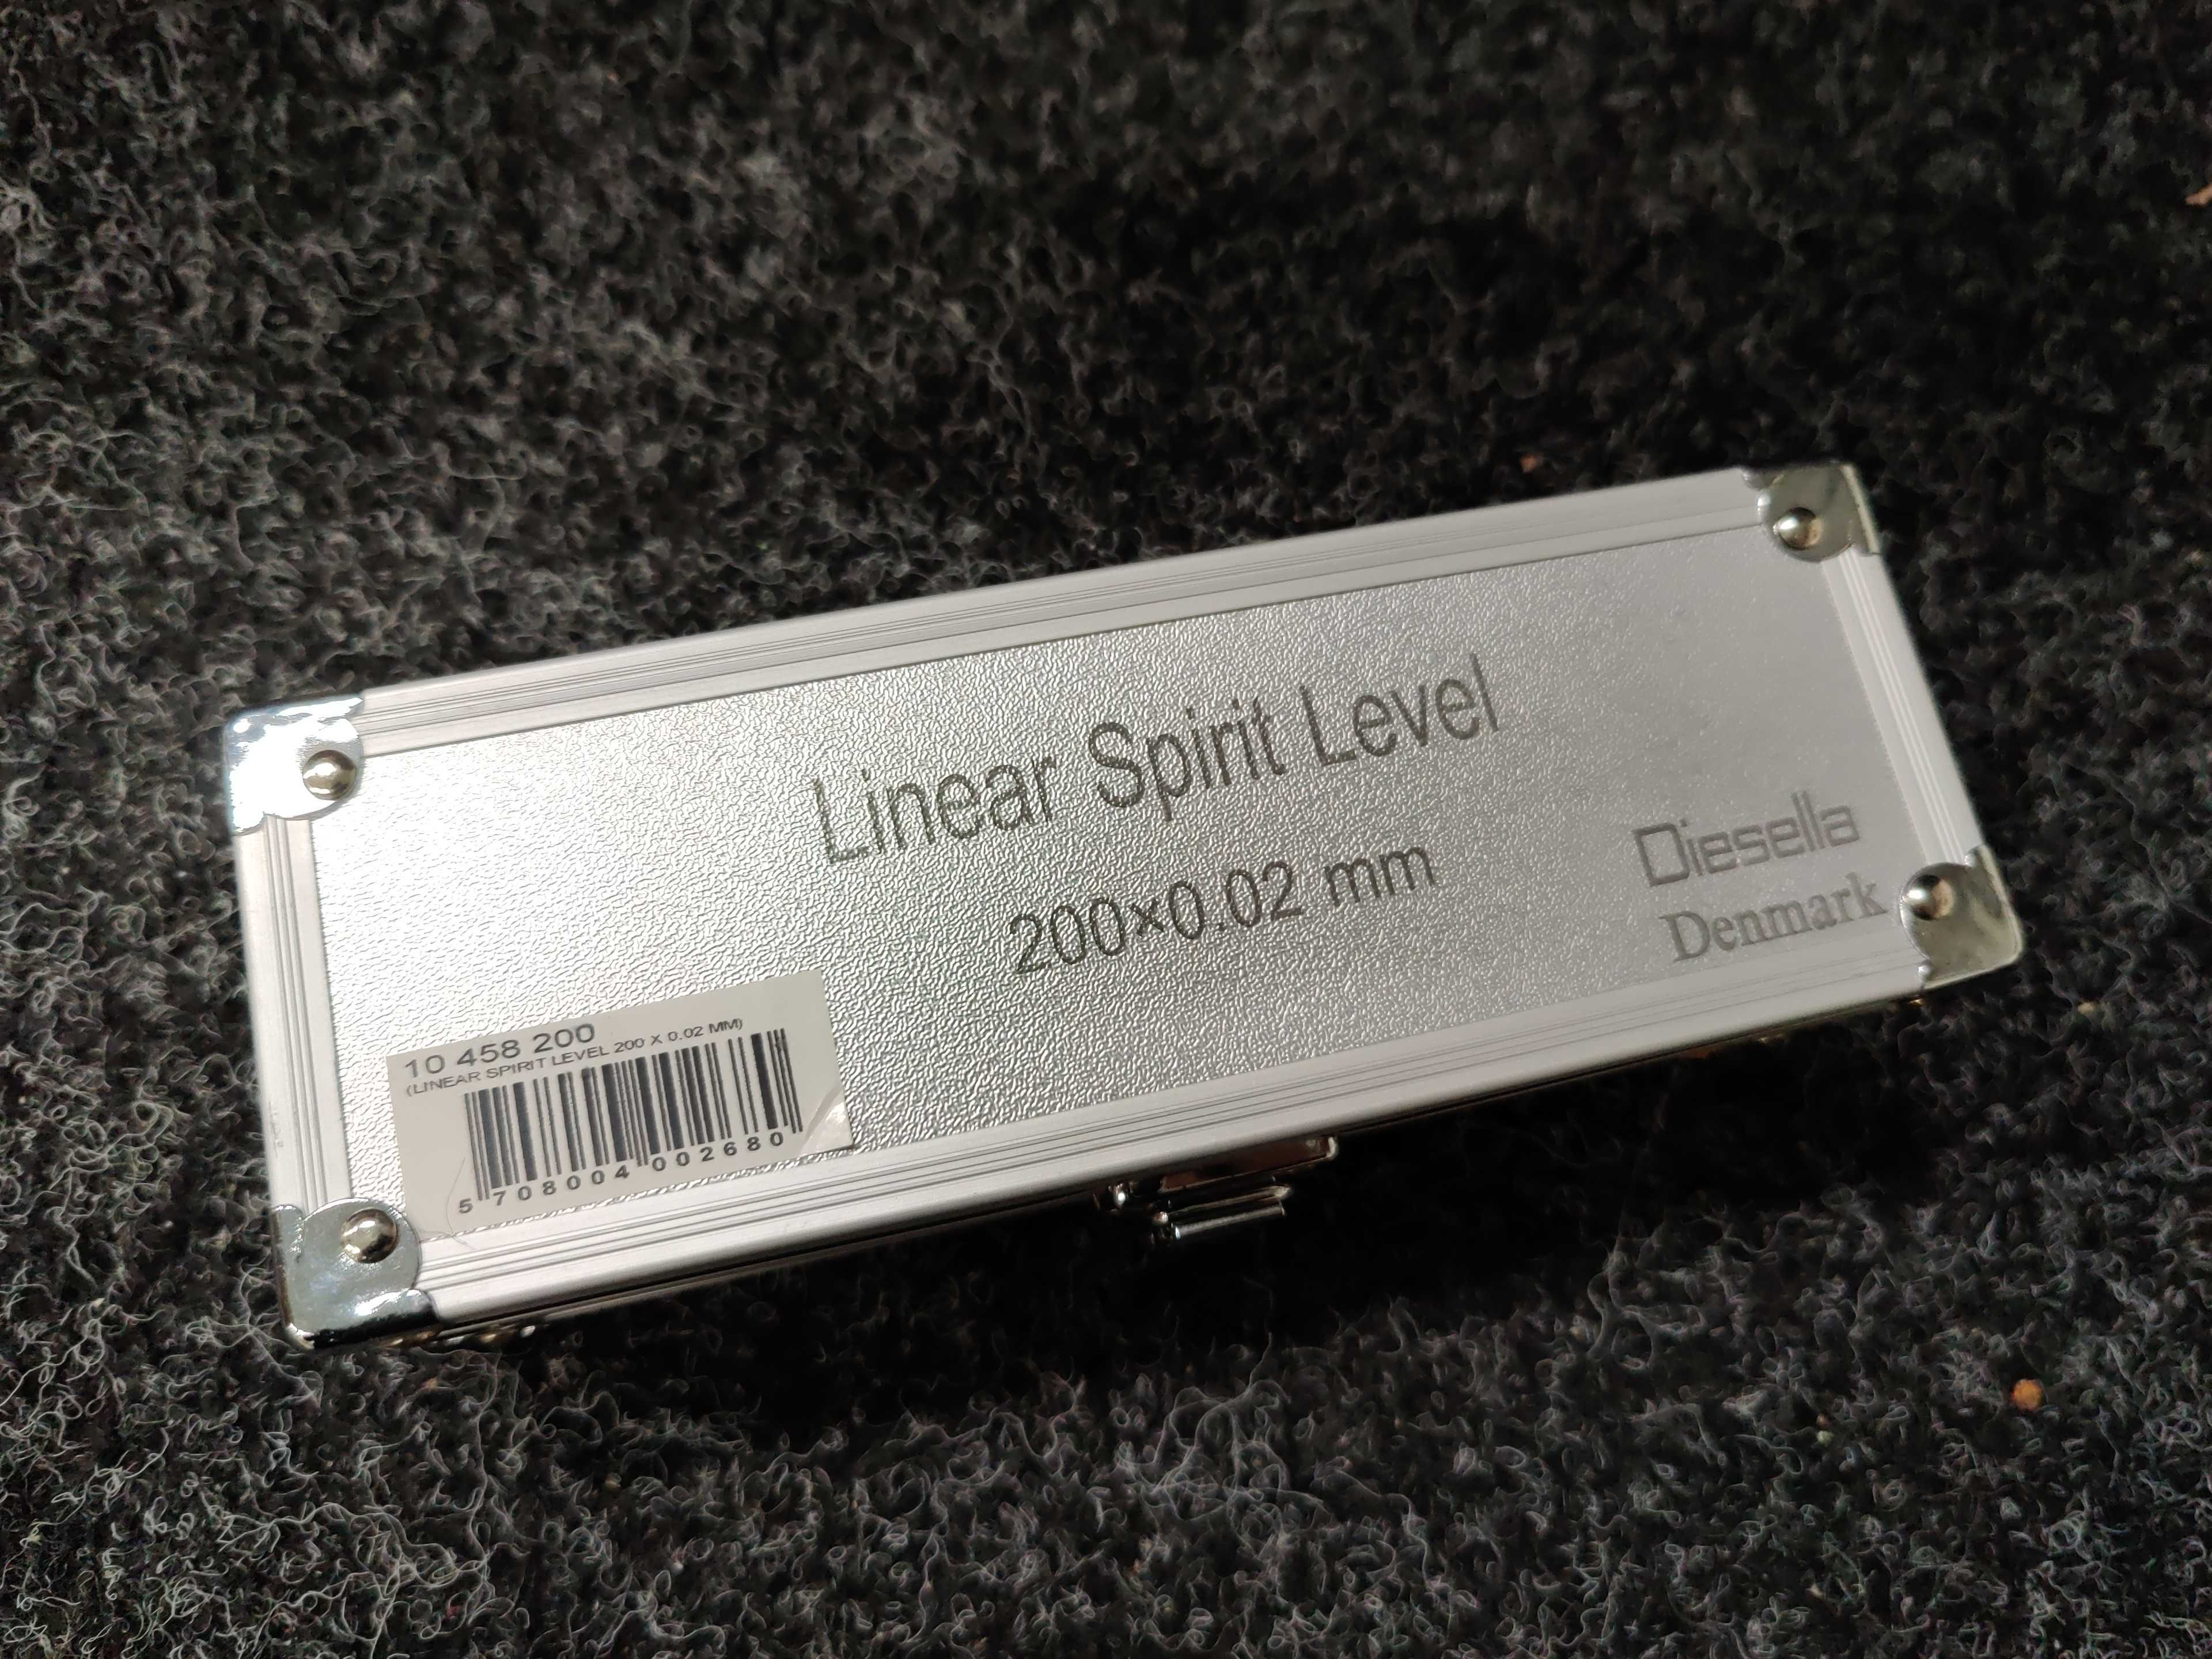 Linear Spirit Level
200×0.02 mm
Diesella
Denmark
10 458 200
(LINEAR SPIRIT LEVEL 200 X 0.02 MM)
5 708004 002680